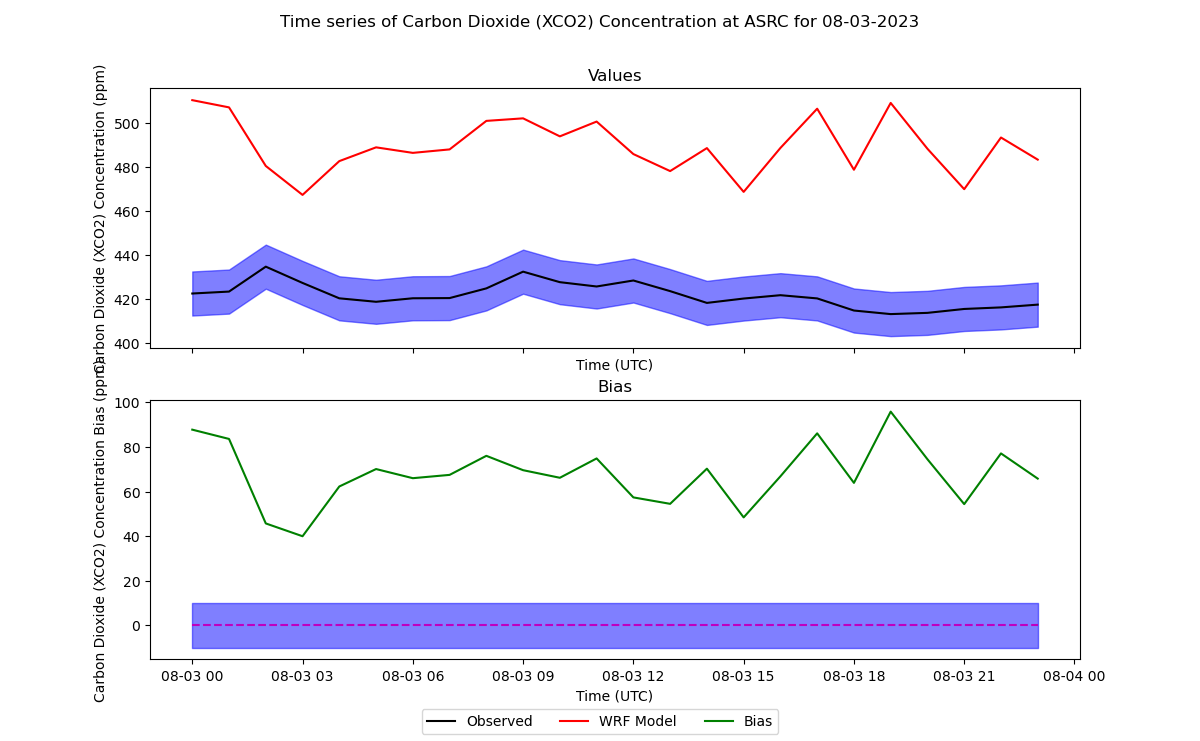 Time series of Carbon Dioxide (XCO2) Concentration at ASRC for 08-03-2023
Values
Carbon Dioxide (XCO2) Concentration (ppm)
500
480
460
440
420
400
Time (UTC)
Bias
Carbon Dioxide (XCO2) Concentration Bias (ppm)
100
80
60
40
20
0
08-03 00 08-03 03 08-03 06 08-03 09 08-03 12 08-03 15 08-03 18 08-03 21 08-04 00
Time (UTC)
Observed WRF Model Bias